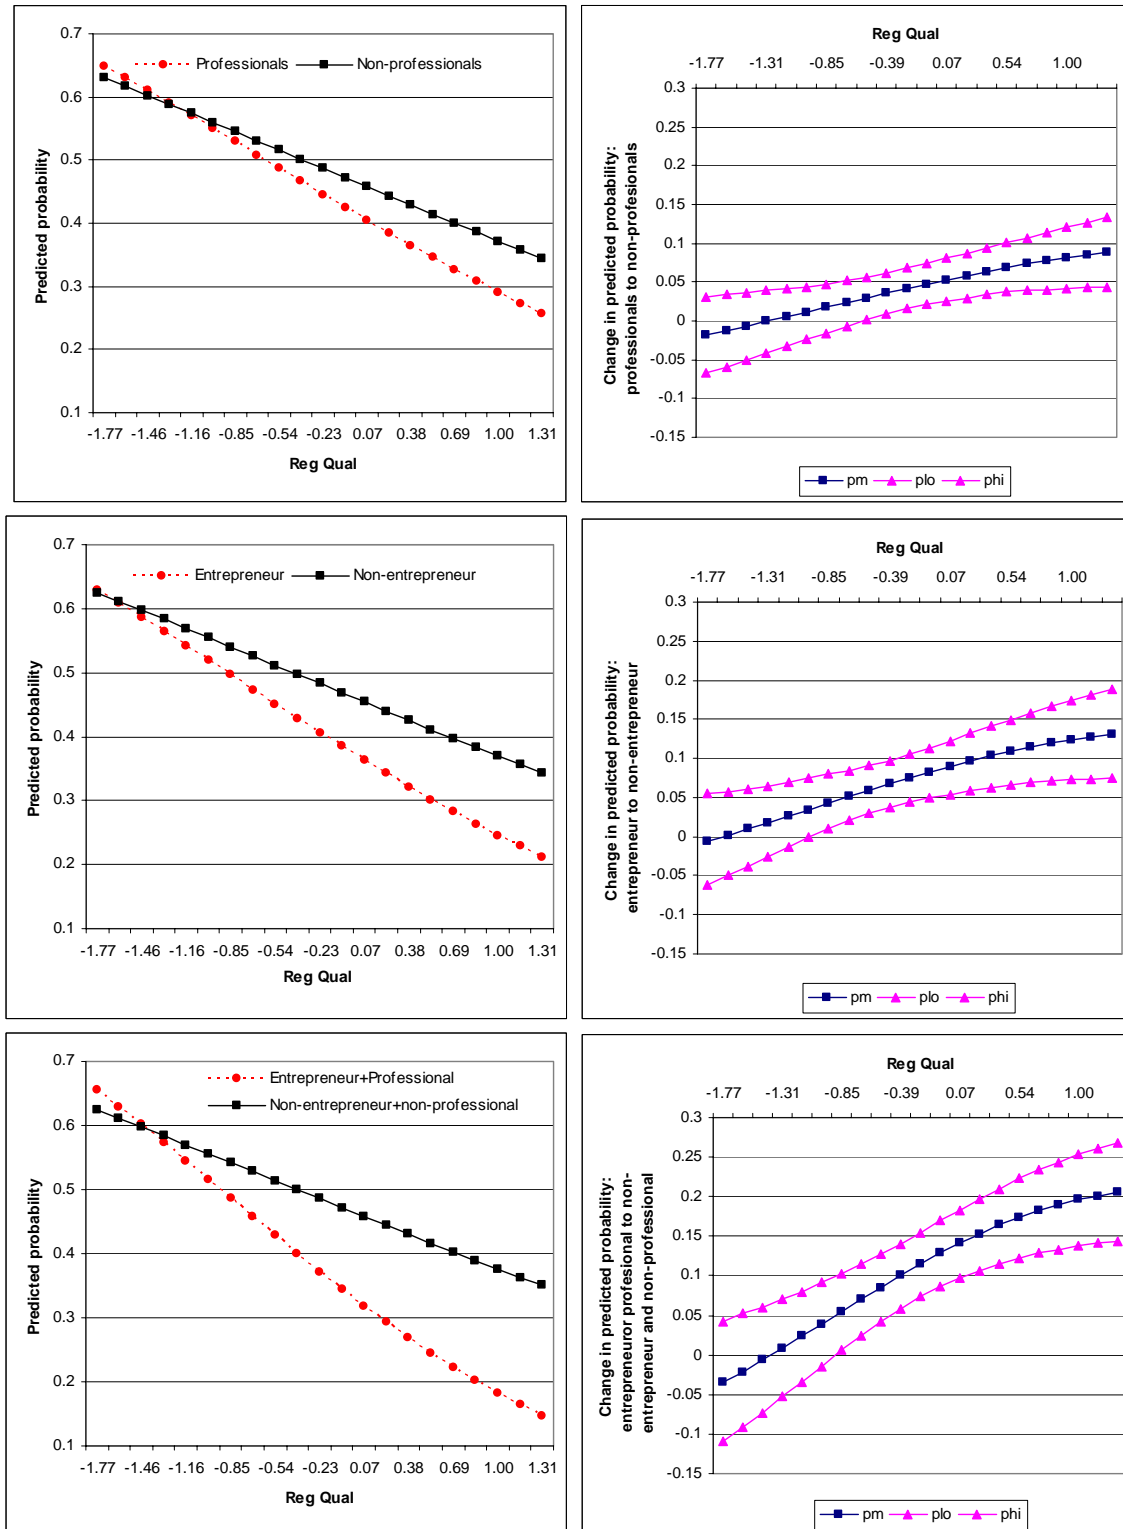 0.7
0.6
0.5
0.4
0.3
0.2
0.1
Predicted probability
Professionals
Non-professionals
-1.77 -1.46 -1.16 -0.85 -0.54 -0.23 0.07 0.38 0.69 1.00 1.31
Reg Qual
Reg Qual
-1.77 -1.31 -0.85 -0.39 0.07 0.54 1.00
0.3
0.25
0.2
0.15
0.1
0.05
0
-0.05
-0.1
-0.15
Change in predicted probability:
professionals to non-profesionals
pm plo phi
0.7
0.6
0.5
0.4
0.3
0.2
0.1
Predicted probability
Entrepreneur
Non-entrepreneur
-1.77 -1.46 -1.16 -0.85 -0.54 -0.23 0.07 0.38 0.69 1.00 1.31
Reg Qual
Reg Qual
-1.77 -1.31 -0.85 -0.39 0.07 0.54 1.00
0.3
0.25
0.2
0.15
0.1
0.05
0
-0.05
-0.1
-0.15
Change in predicted probability:
entrepreneur to non-entrepreneur
pm plo phi
0.7
0.6
0.5
0.4
0.3
0.2
0.1
Predicted probability
Entrepreneur+Professional
Non-entrepreneur+non-professional
-1.77 -1.46 -1.16 -0.85 -0.54 -0.23 0.07 0.38 0.69 1.00 1.31
Reg Qual
Reg Qual
-1.77 -1.31 -0.85 -0.39 0.07 0.54 1.00
0.3
0.25
0.2
0.15
0.1
0.05
0
-0.05
-0.1
-0.15
Change in predicted probability:
entrepreneuror profesional to non-
entrepreneur and non-professional
pm plo phi